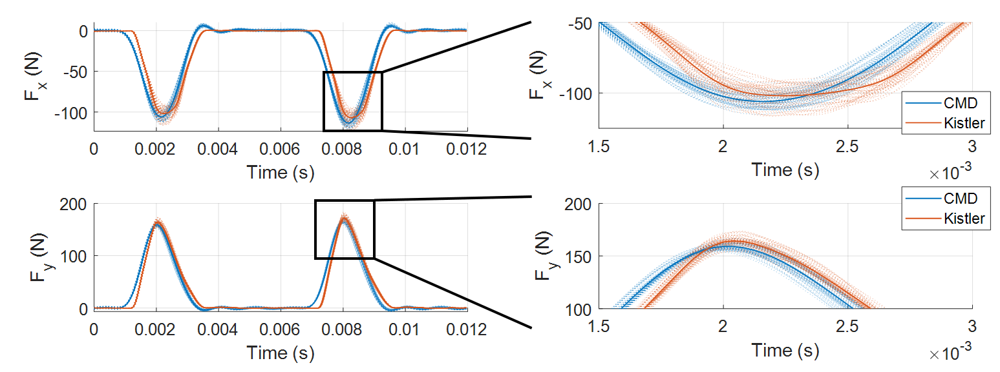 F_x (N)
0
-50
-100
0 0.002 0.004 0.006 0.008 0.01 0.012
Time (s)
F_x (N)
-50
-100
CMD
Kistler
1.5 2 2.5 3
Time (s)
×10^-3
F_y (N)
200
100
0
0 0.002 0.004 0.006 0.008 0.01 0.012
Time (s)
F_y (N)
200
150
100
CMD
Kistler
1.5 2 2.5 3
Time (s)
×10^-3